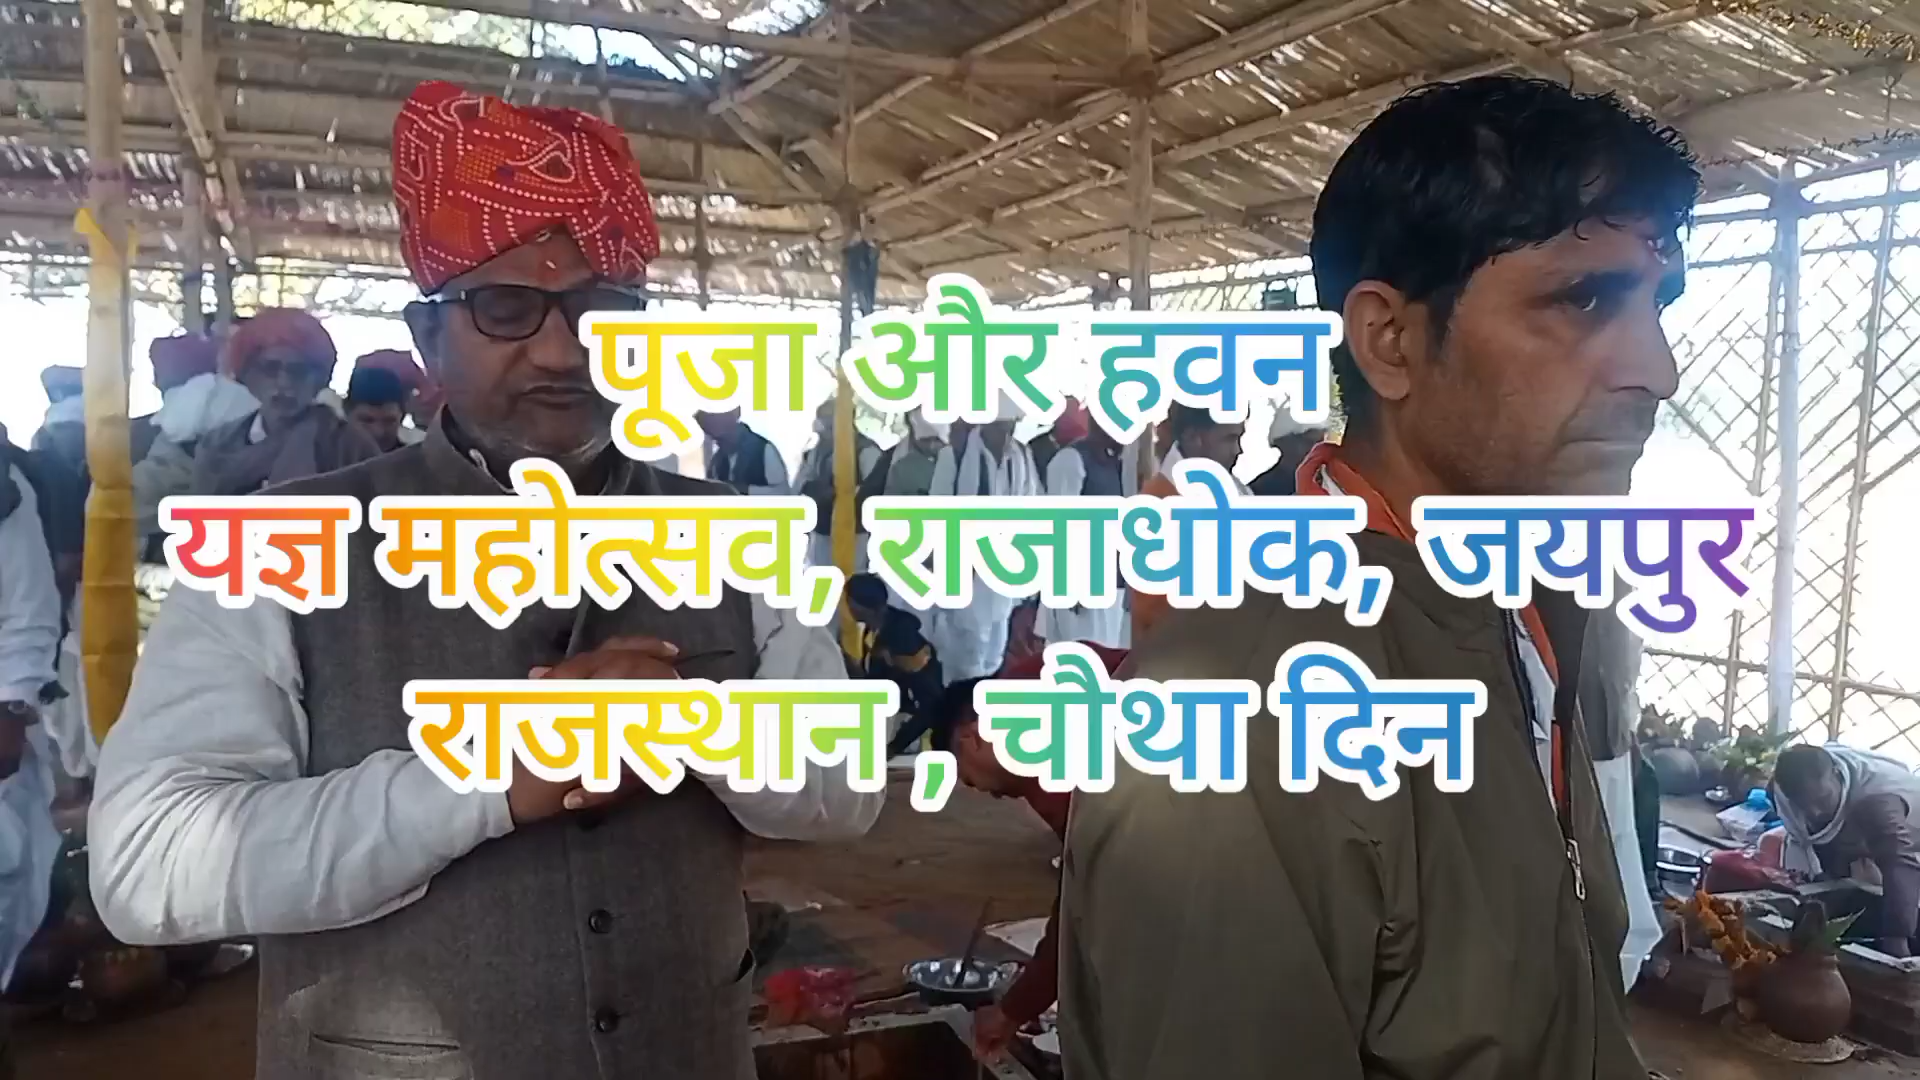 पूजा और हवन
यज्ञ महोत्सव, राजाधोक, जयपुर
राजस्थान , चौथा दिन